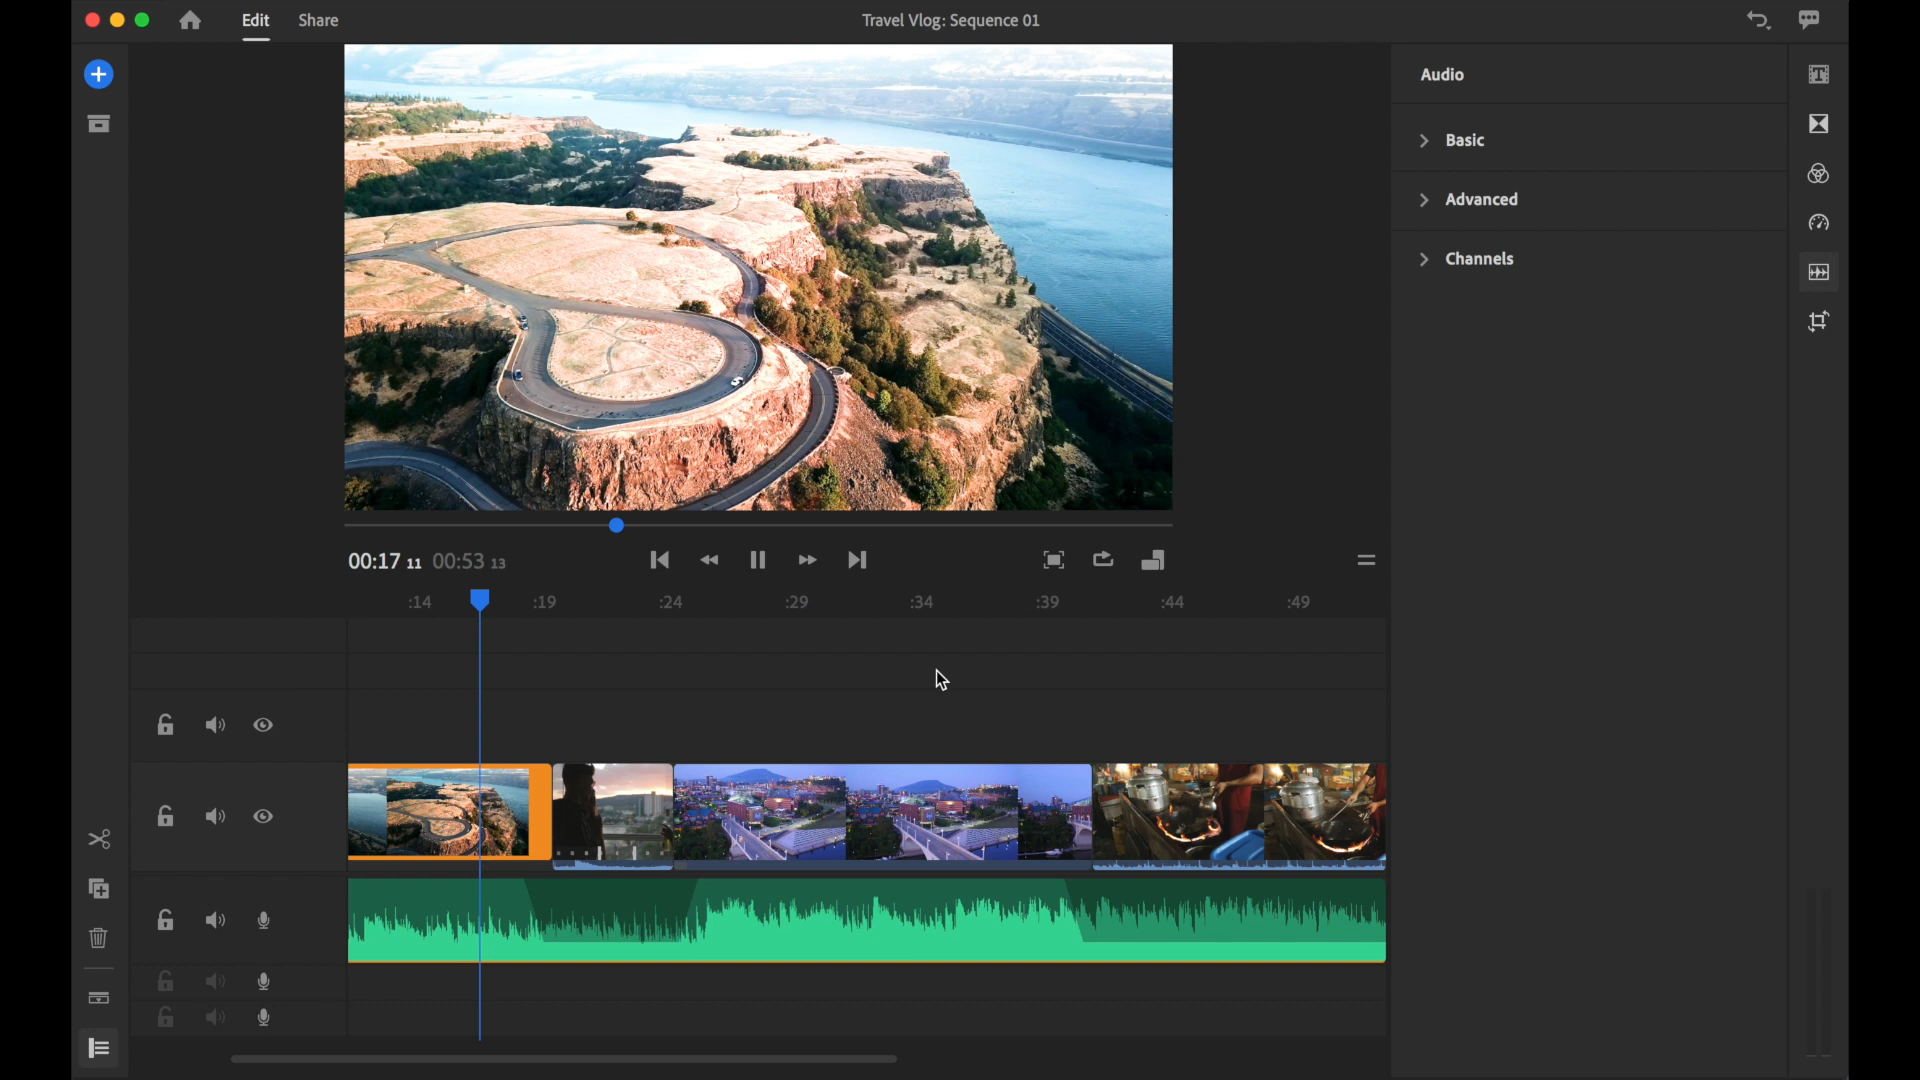 Edit Share Travel Vlog: Sequence 01
Audio
Basic
Advanced
Channels
00:17 11 00:53 13
:14 :19 :24 :29 :34 :39 :44 :49